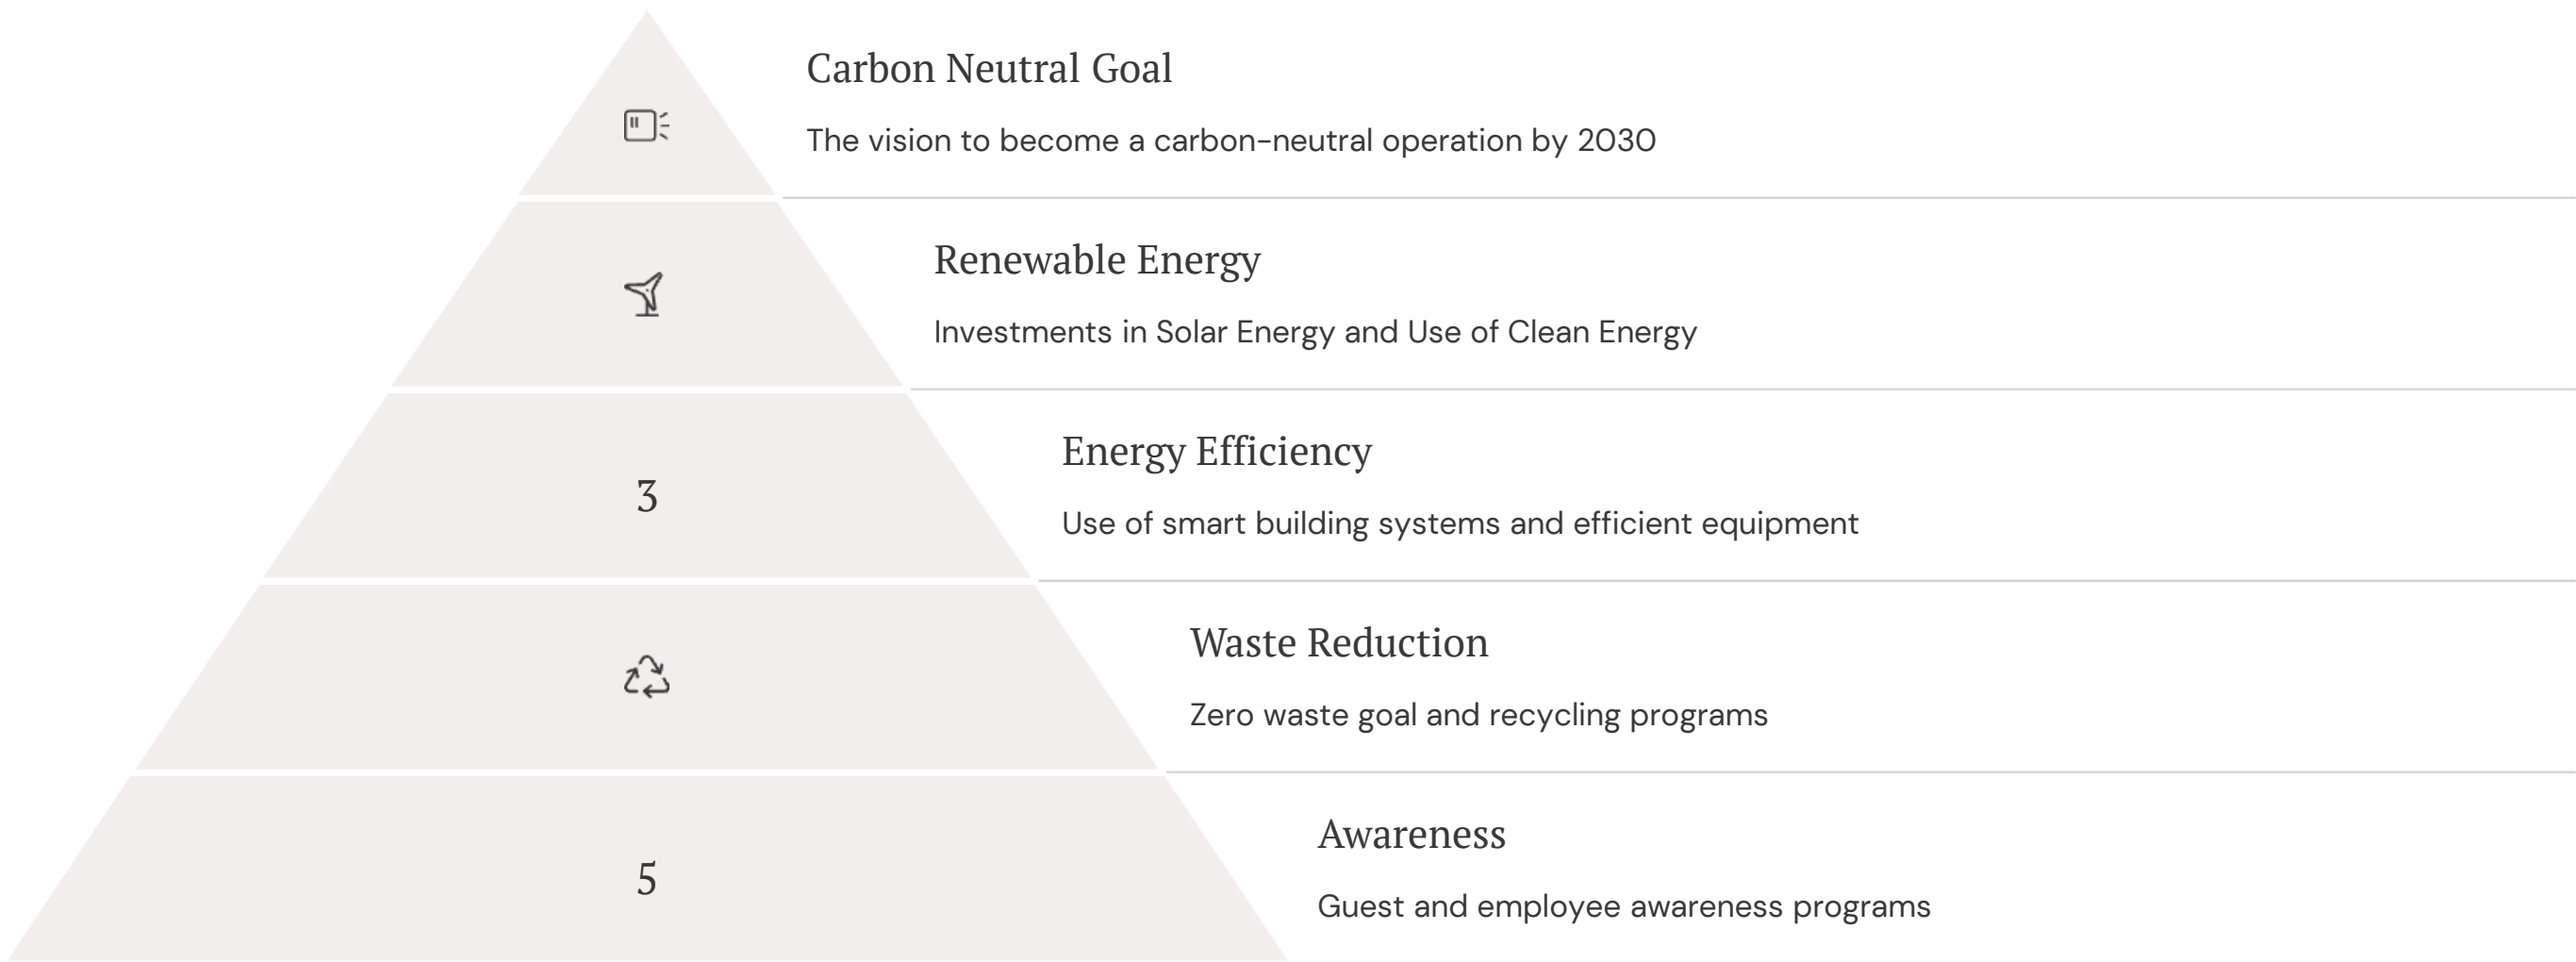 Carbon Neutral Goal
The vision to become a carbon-neutral operation by 2030
Renewable Energy
Investments in Solar Energy and Use of Clean Energy
3
Energy Efficiency
Use of smart building systems and efficient equipment
Waste Reduction
Zero waste goal and recycling programs
5
Awareness
Guest and employee awareness programs